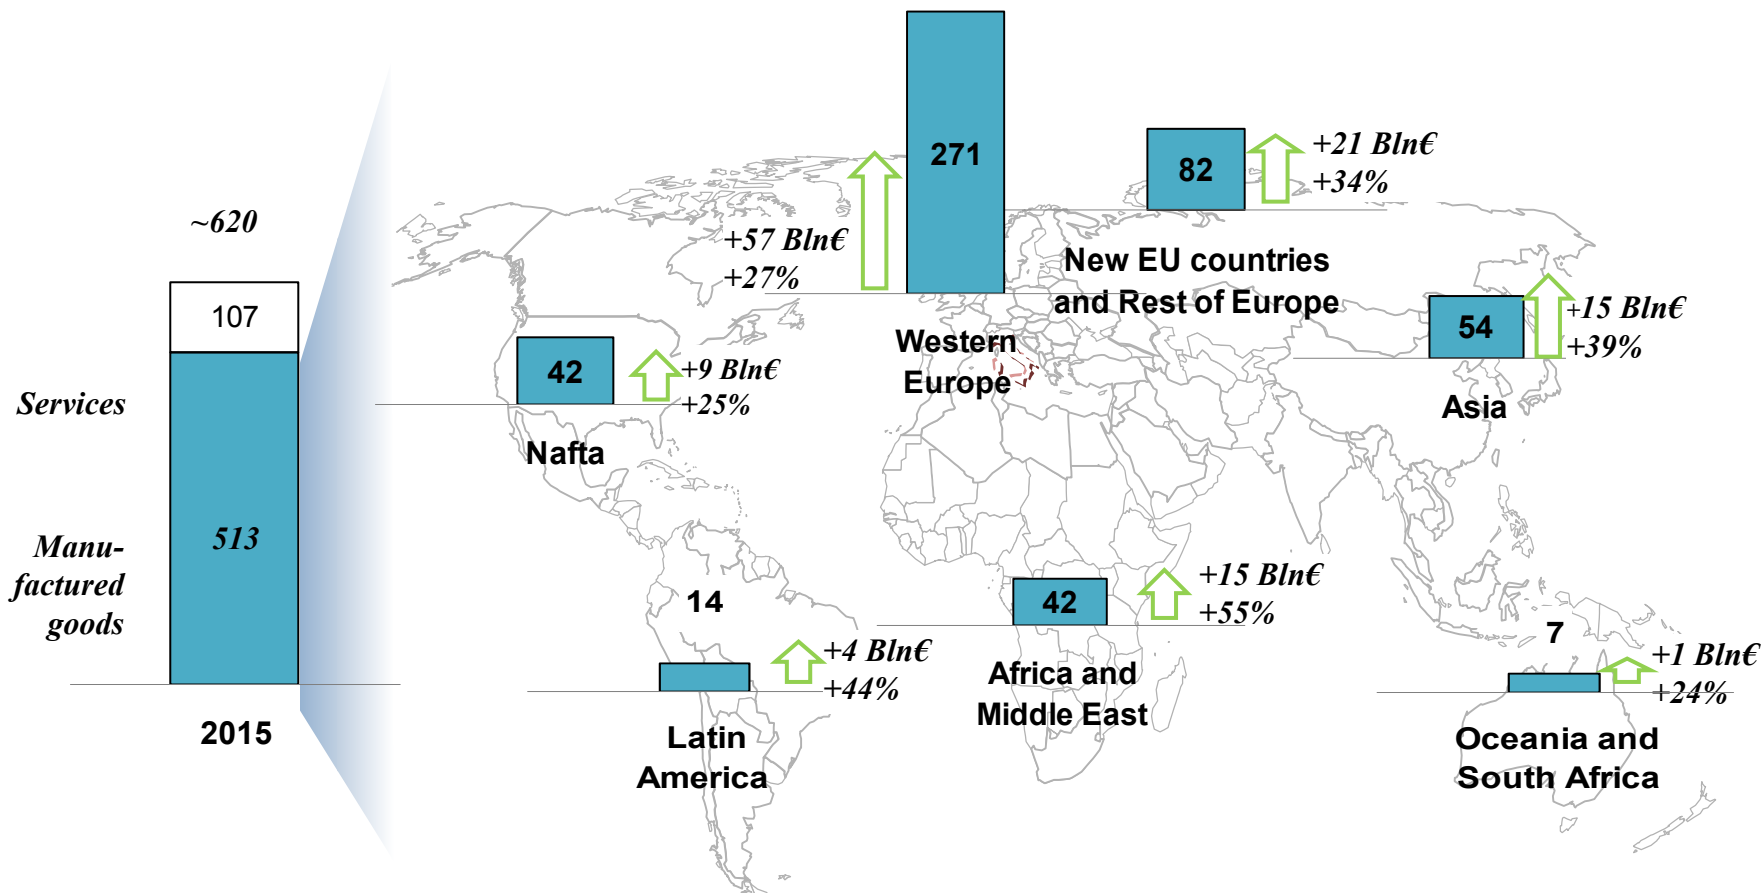 ~620
107
Services
513
Manu-
factured
goods
2015
271
+57 Bln€
+27%
Western
Europe
82
+21 Bln€
+34%
New EU countries
and Rest of Europe
54
+15 Bln€
+39%
Asia
42
+9 Bln€
+25%
Nafta
14
+4 Bln€
+44%
Latin
America
42
+15 Bln€
+55%
Africa and
Middle East
7
+1 Bln€
+24%
Oceania and
South Africa